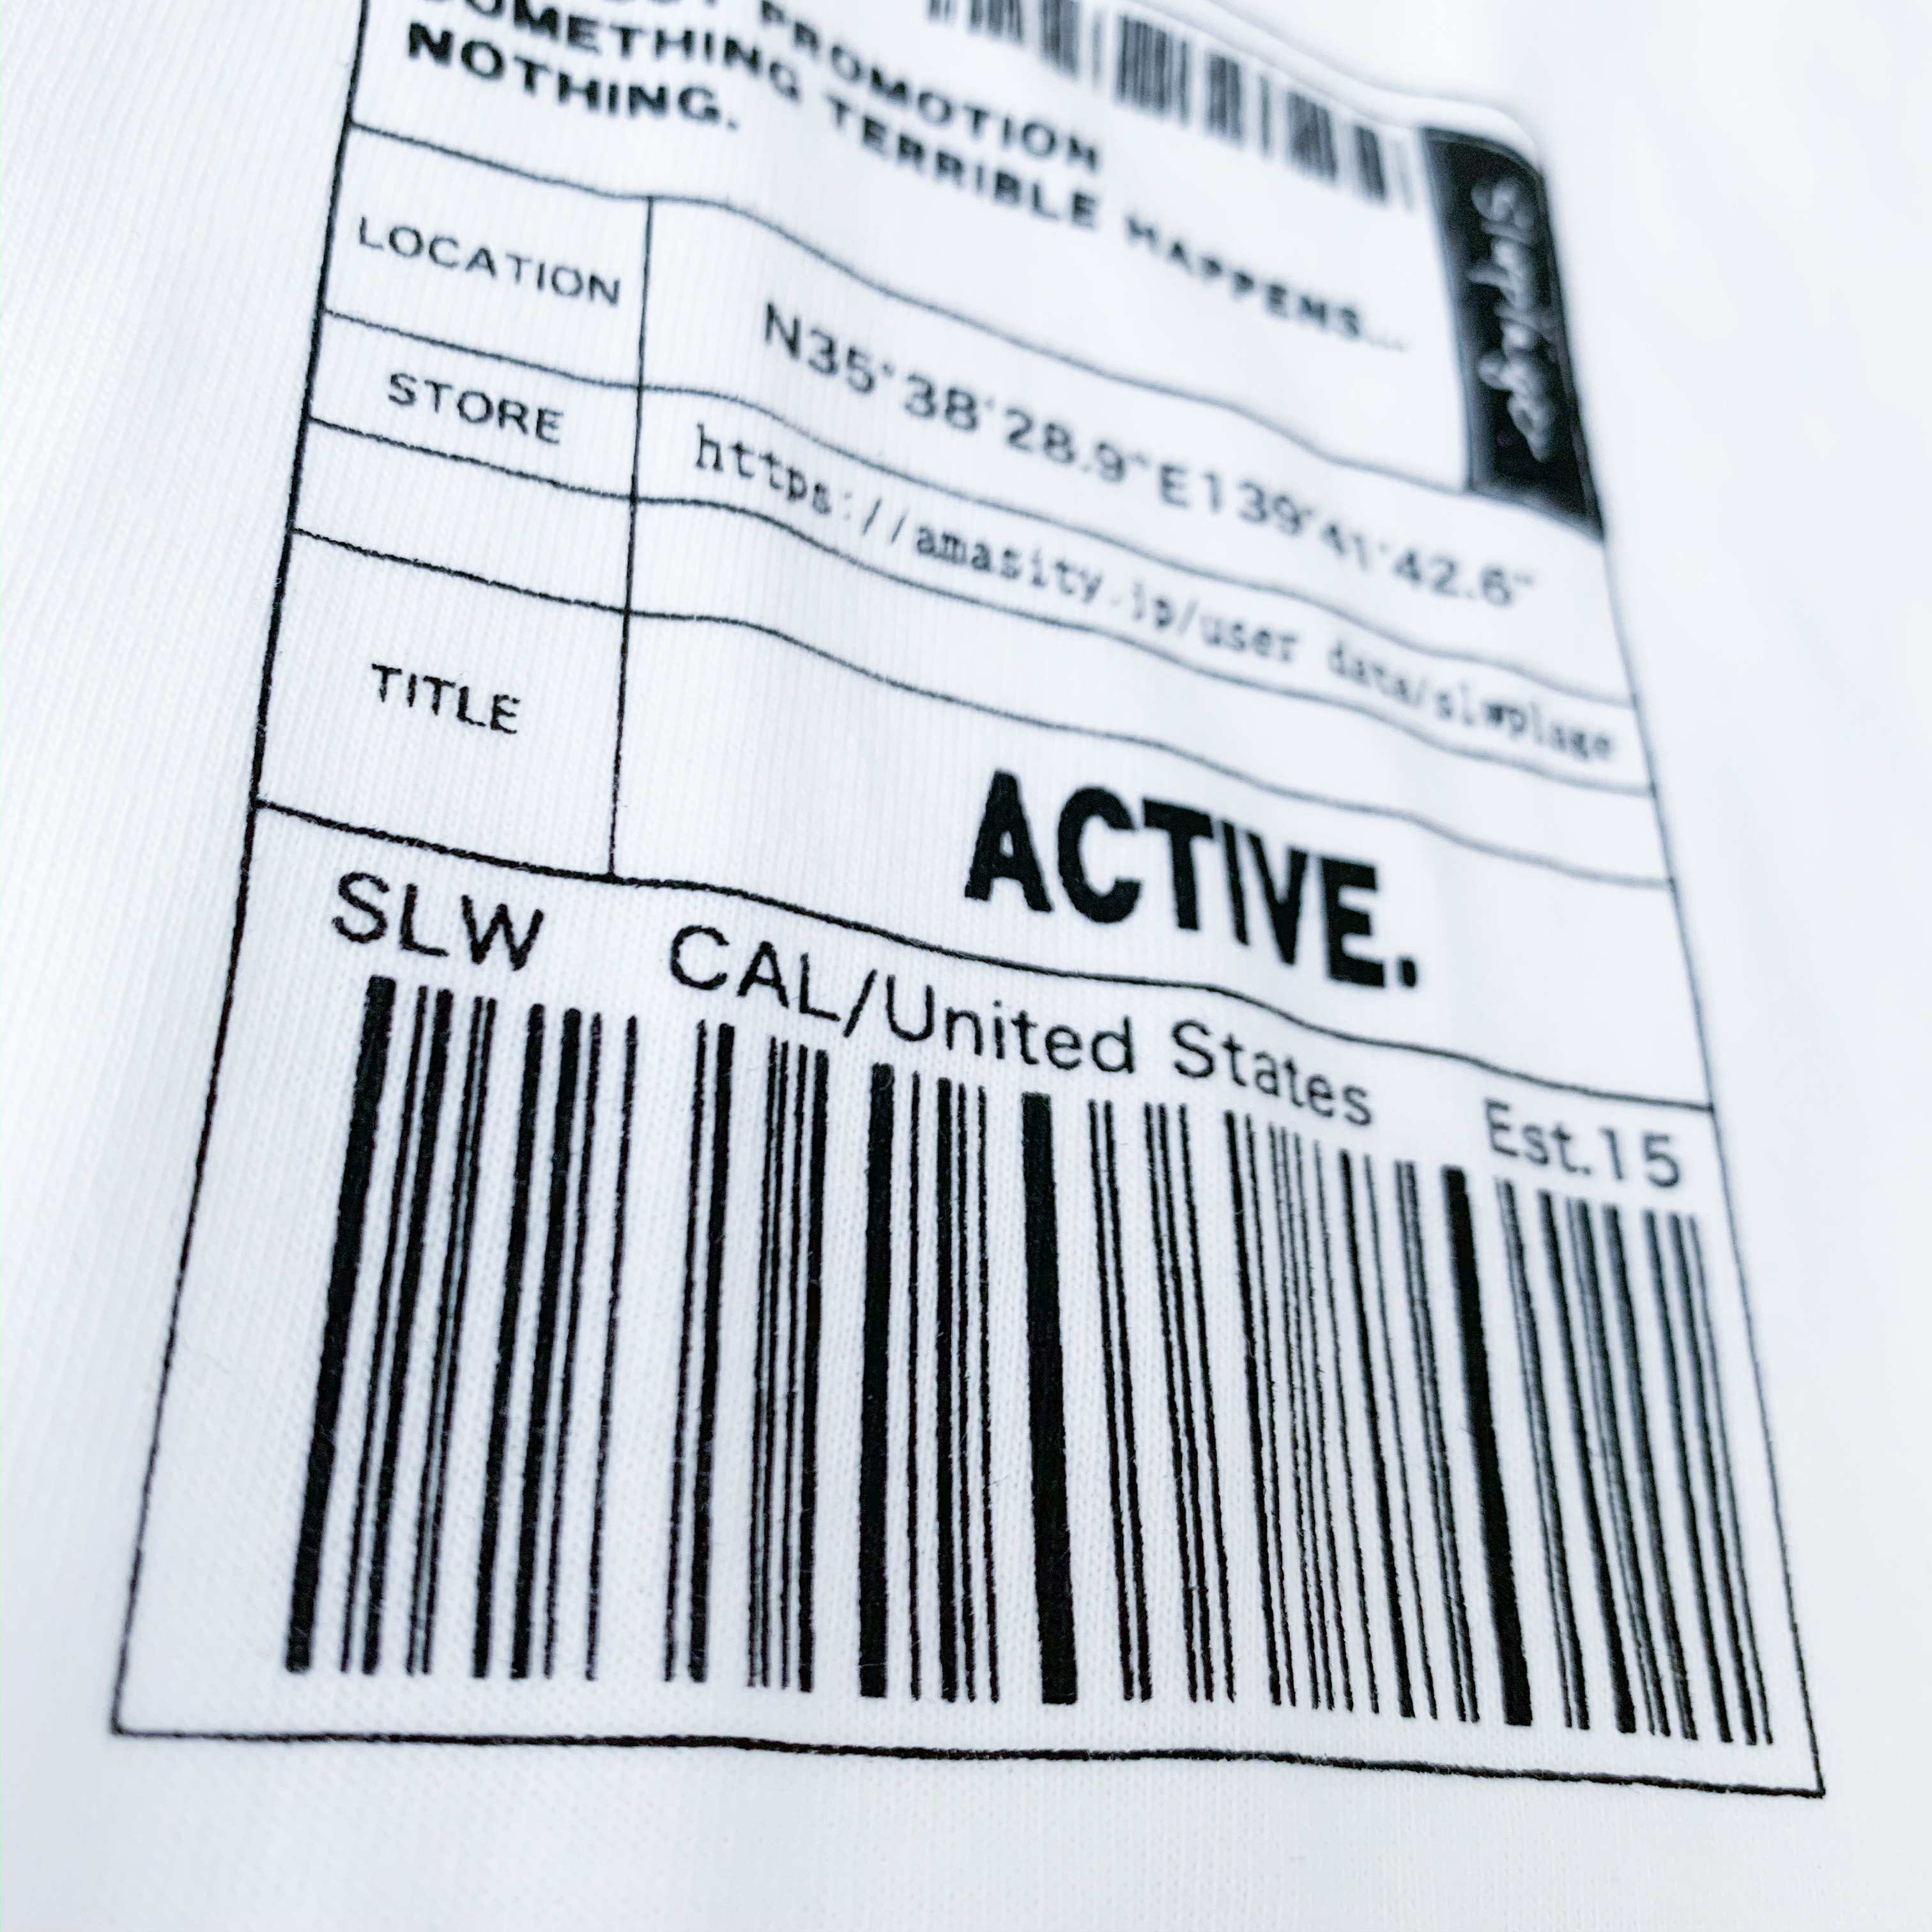 PROMOTION
SOMETHING TERRIBLE HAPPENS...
NOTHING.
LOCATION N35°38'28.9"E139°41'42.6"
STORE https://amasity.jp/user data/slwpluge
TITLE ACTIVE.
SLW CAL/United States Est.15